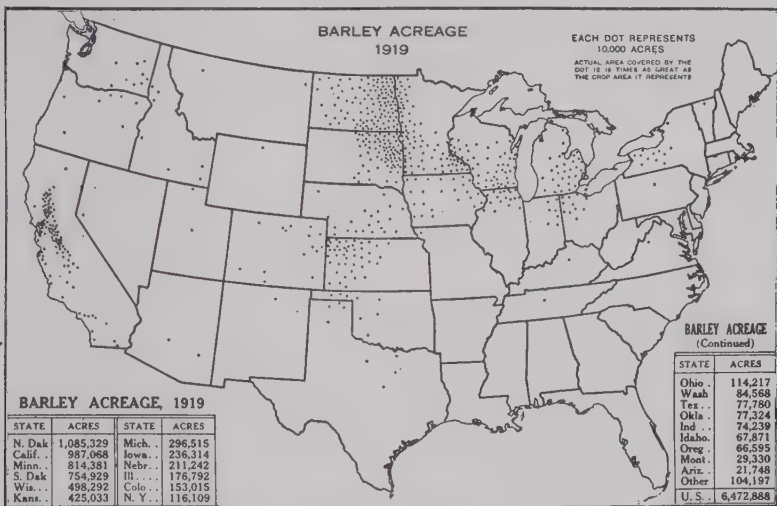 BARLEY ACREAGE
1919
EACH DOT REPRESENTS
10,000 ACRES
ACTUAL AREA COVERED BY THE
DOT IS 16 TIMES AS GREAT AS
THE CROP AREA IT REPRESENTS
BARLEY ACREAGE, 1919
STATE ACRES STATE ACRES
N. Dak 1,085,329 Mich. . 296,515
Calif. . 987,068 Iowa. . 236,314
Minn. . 814,381 Nebr. . 211,242
S. Dak 754,929 Ill. . . . 176,792
Wis. . . 498,292 Colo . . 153,015
Kans. . 425,033 N. Y . . 116,109
BARLEY ACREAGE
(Continued)
STATE ACRES
Ohio . 114,217
Wash 84,568
Tex . . 77,780
Okla . 77,324
Ind . . 74,239
Idaho. 67,871
Oreg . 66,595
Mont . 29,330
Ariz. . 21,748
Other 104,197
U. S. . 6,472,888